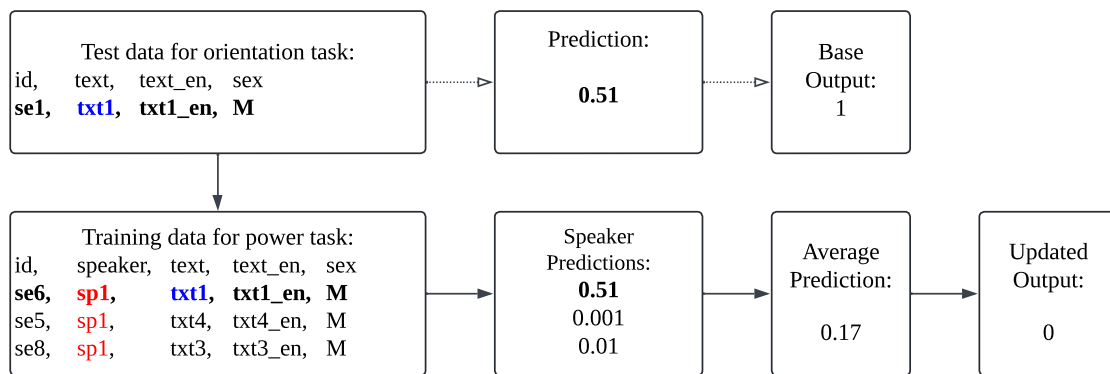 Test data for orientation task:
id, text, text_en, sex
se1, txt1, txt1_en, M
Prediction:
0.51
Base
Output:
1
Training data for power task:
id, speaker, text, text_en, sex
se6, sp1, txt1, txt1_en, M
se5, sp1, txt4, txt4_en, M
se8, sp1, txt3, txt3_en, M
Speaker
Predictions:
0.51
0.001
0.01
Average
Prediction:
0.17
Updated
Output:
0